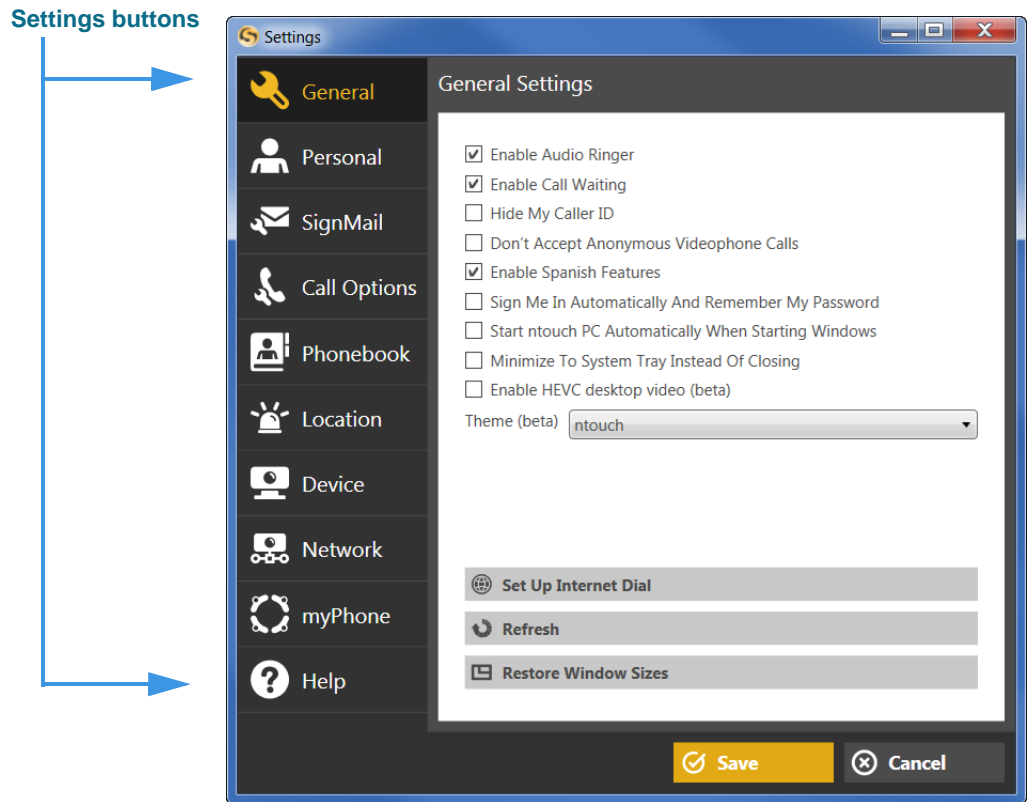 Settings buttons
Settings
General
Personal
SignMail
Call Options
Phonebook
Location
Device
Network
myPhone
Help
General Settings
Enable Audio Ringer
Enable Call Waiting
Hide My Caller ID
Don't Accept Anonymous Videophone Calls
Enable Spanish Features
Sign Me In Automatically And Remember My Password
Start ntouch PC Automatically When Starting Windows
Minimize To System Tray Instead Of Closing
Enable HEVC desktop video (beta)
Theme (beta) ntouch
Set Up Internet Dial
Refresh
Restore Window Sizes
Save Cancel